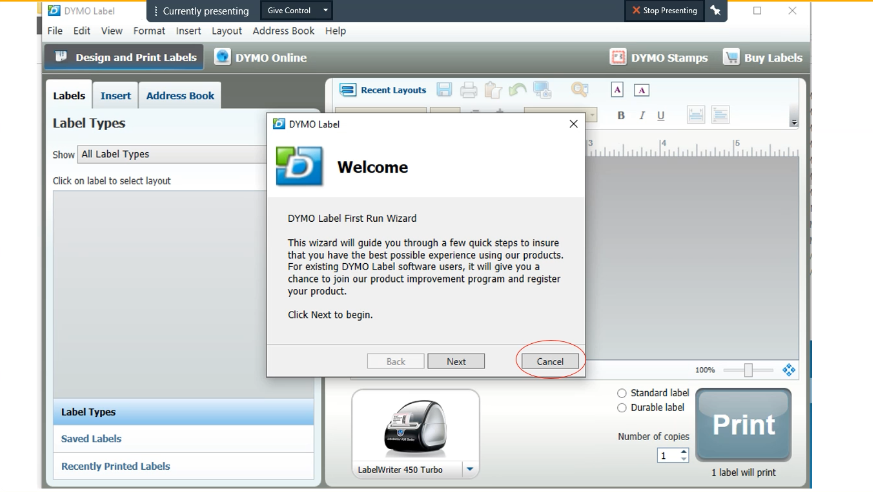 DYMO Label
Currently presenting
Give Control
Stop Presenting
File Edit View Format Insert Layout Address Book Help
Design and Print Labels
DYMO Online
DYMO Stamps
Buy Labels
Labels
Insert
Address Book
Recent Layouts
A
A
Label Types
B I U
Show All Label Types
3 4 5
Click on label to select layout
DYMO Label
Welcome
DYMO Label First Run Wizard
This wizard will guide you through a few quick steps to insure
that you have the best possible experience using our products.
For existing DYMO Label software users, it will give you a
chance to join our product improvement program and register
your product.
Click Next to begin.
Back
Next
Cancel
100%
Label Types
Saved Labels
Recently Printed Labels
LabelWriter 450 Turbo
Standard label
Durable label
Number of copies
1
Print
1 label will print